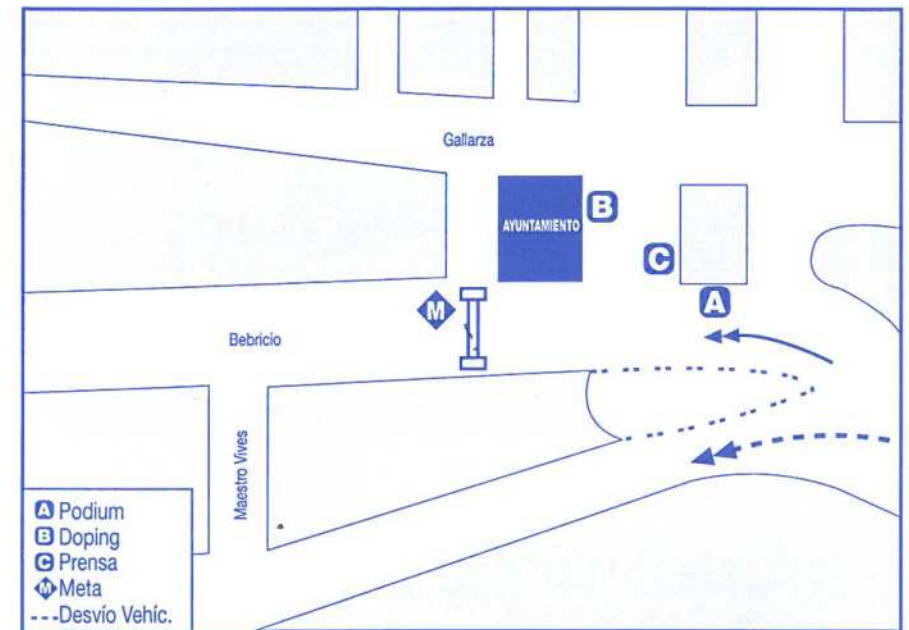 Gallarza
AYUNTAMIENTO
B
C
A
M
Bebricio
Maestro Vives
A Podium
B Doping
C Prensa
M Meta
Desvío Vehíc.